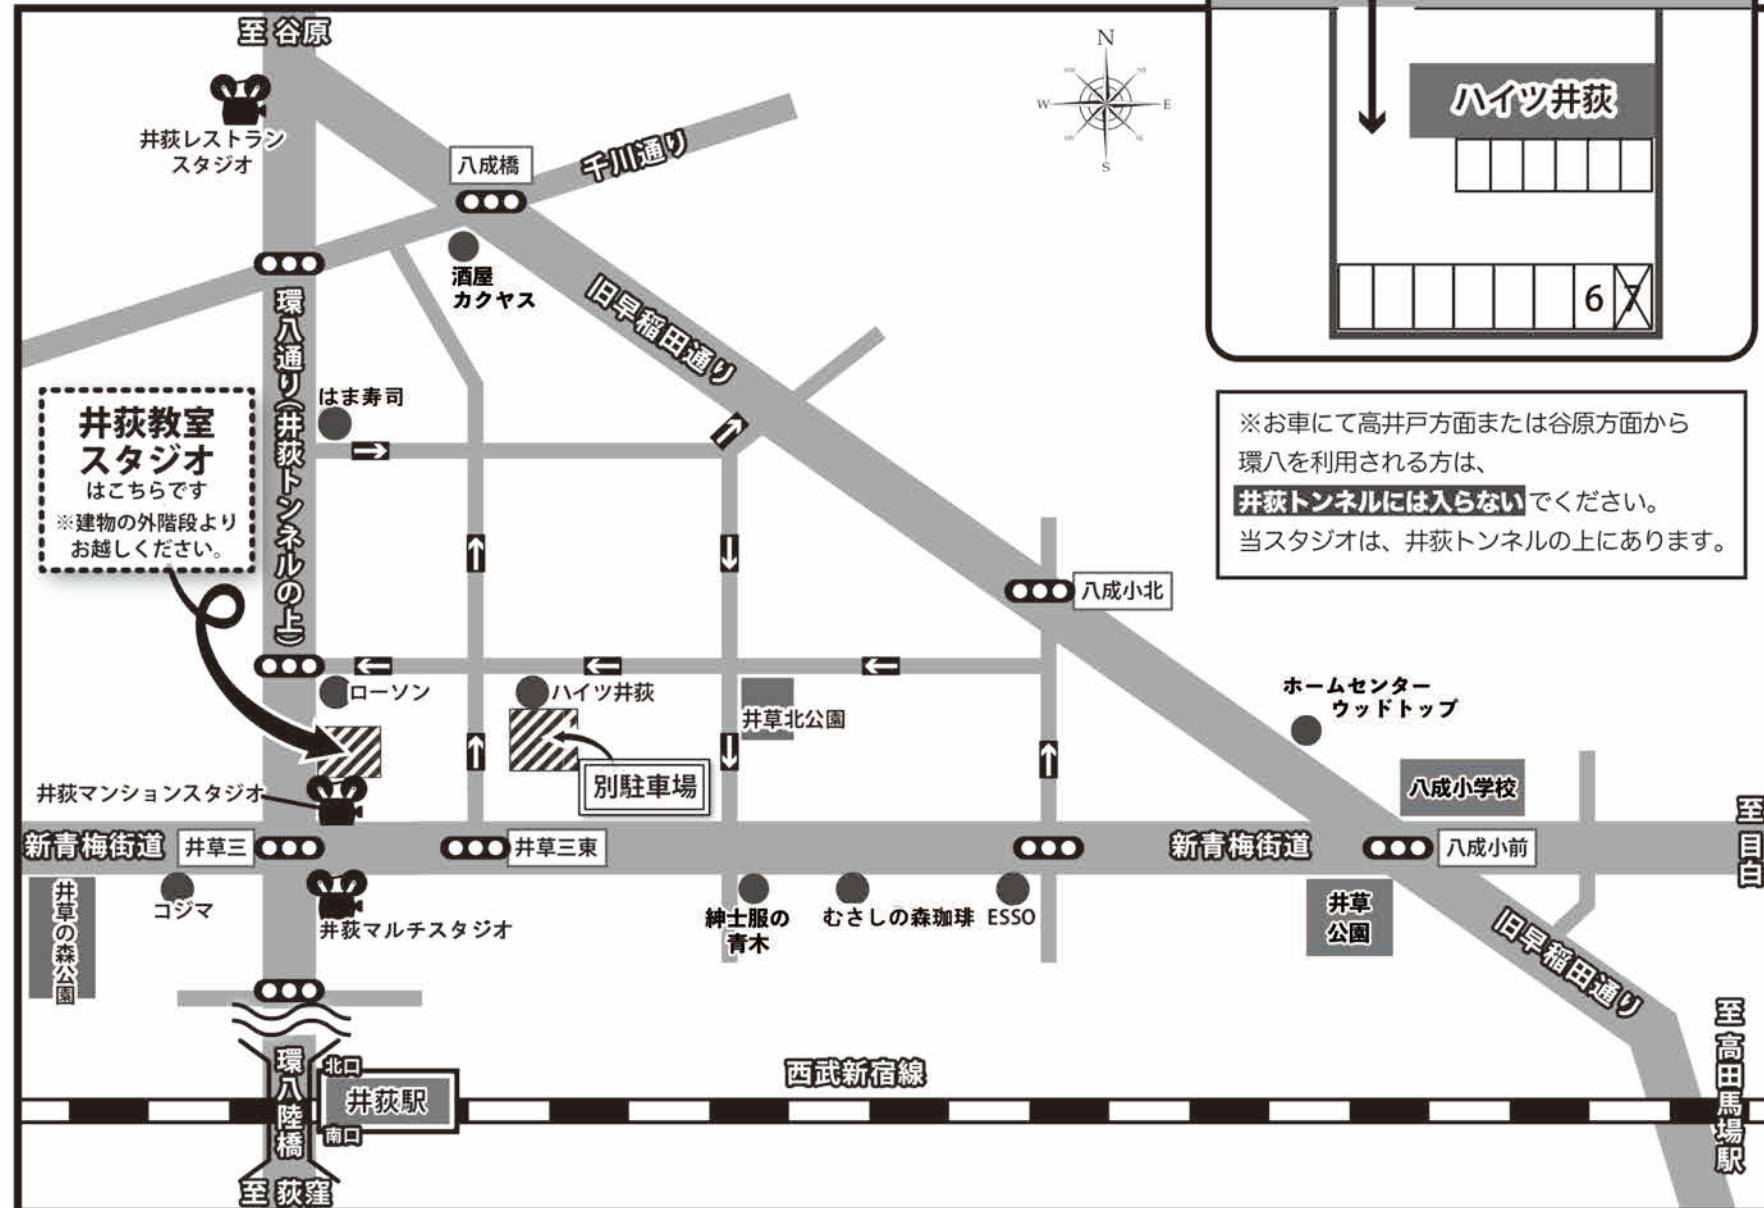 至 谷原
井荻レストラン
スタジオ
八成橋
千川通り
N
W
E
S
酒屋
カクヤス
旧早稲田通り
環八通り(井荻トンネルの上)
はま寿司
井荻教室
スタジオ
はこちらです
※建物の外階段より
お越しください。
ハイツ井荻
6
7
※お車にて高井戸方面または谷原方面から
環八を利用される方は、
井荻トンネルには入らないでください。
当スタジオは、井荻トンネルの上にあります。
八成小北
ローソン
ハイツ井荻
井草北公園
別駐車場
ホームセンター
ウッドトップ
八成小学校
井荻マンションスタジオ
新青梅街道
井草三
井草三東
新青梅街道
八成小前
至目白
井草の森公園
コジマ
井荻マルチスタジオ
紳士服の
青木
むさしの森珈琲
ESSO
井草
公園
旧早稲田通り
至高田馬場駅
西武新宿線
環八陸橋
北口
井荻駅
南口
至 荻窪